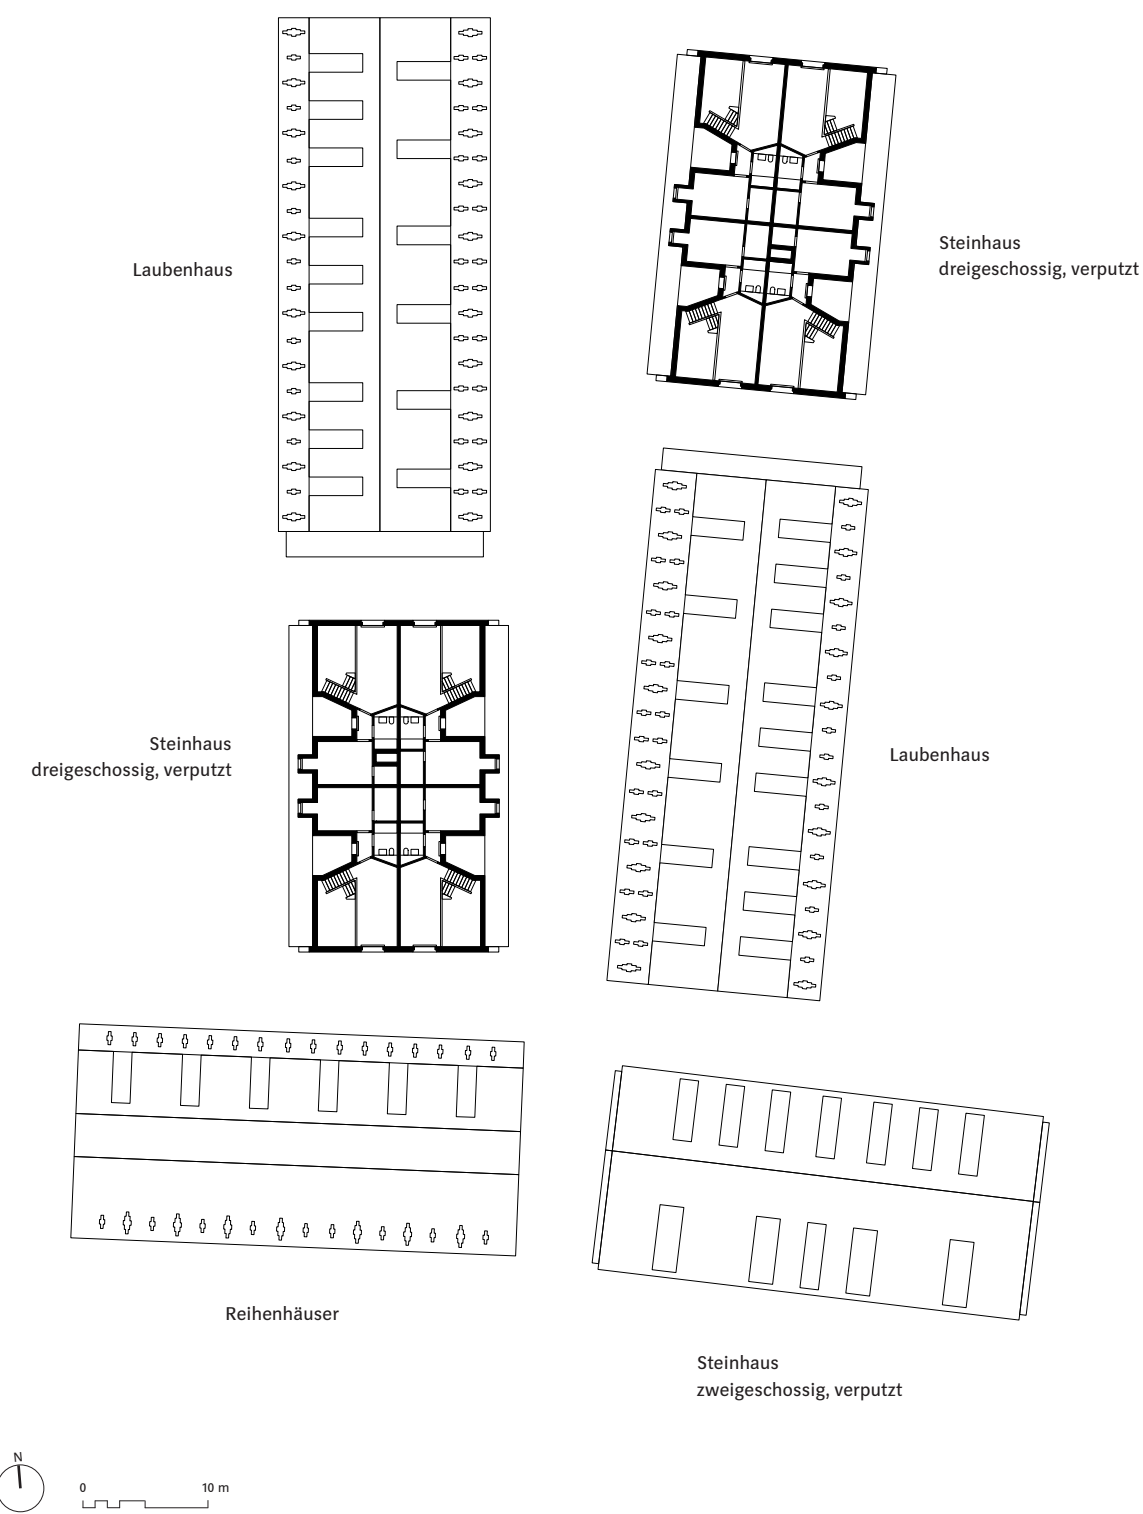 Laubenhaus
Steinhaus
dreigeschossig, verputzt
Steinhaus
dreigeschossig, verputzt
Laubenhaus
Reihenhäuser
Steinhaus
zweigeschossig, verputzt
N
0 10 m